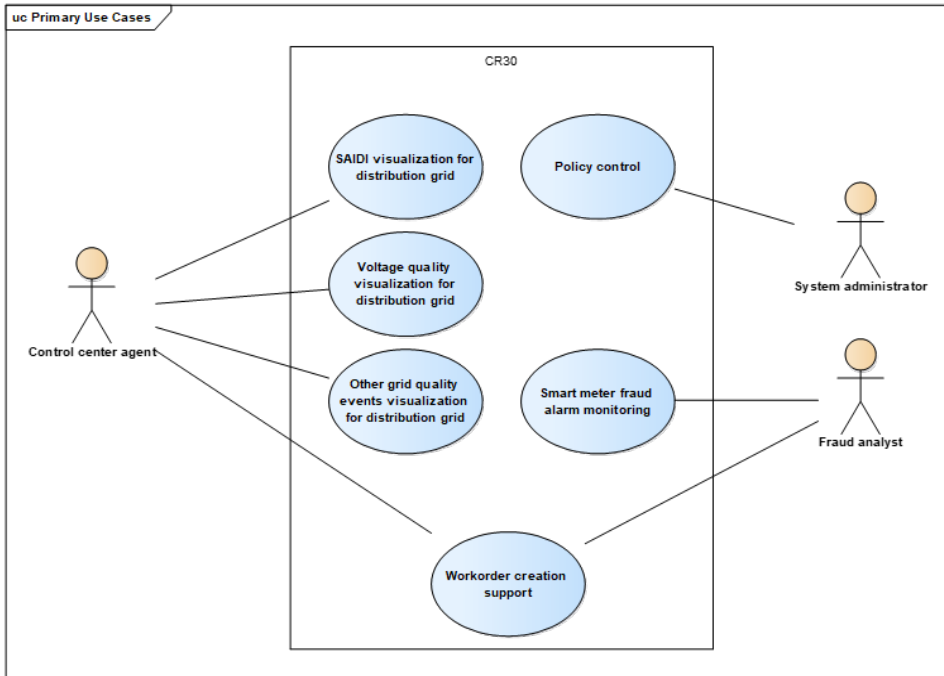 uc Primary Use Cases
CR30
SAIDI visualization for
distribution grid
Policy control
Voltage quality
visualization for
distribution grid
System administrator
Control center agent
Other grid quality
events visualization
for distribution grid
Smart meter fraud
alarm monitoring
Fraud analyst
Workorder creation
support